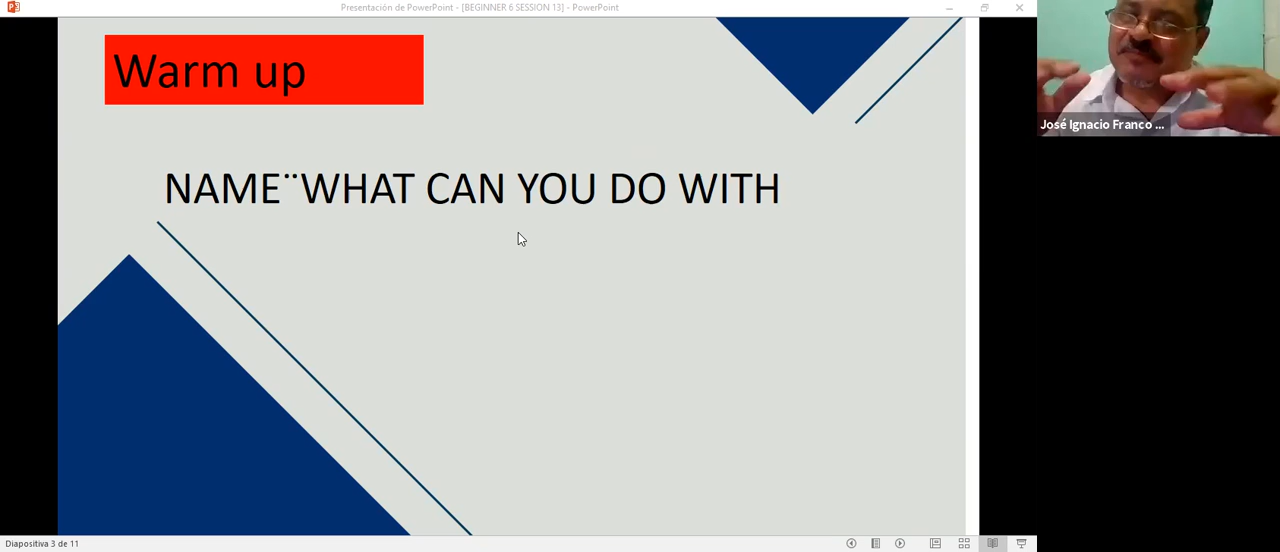 Presentación de PowerPoint - [BEGINNER 6 SESSION 13] - PowerPoint
Warm up
NAME¨WHAT CAN YOU DO WITH
José Ignacio Franco ...
Diapositiva 3 de 11